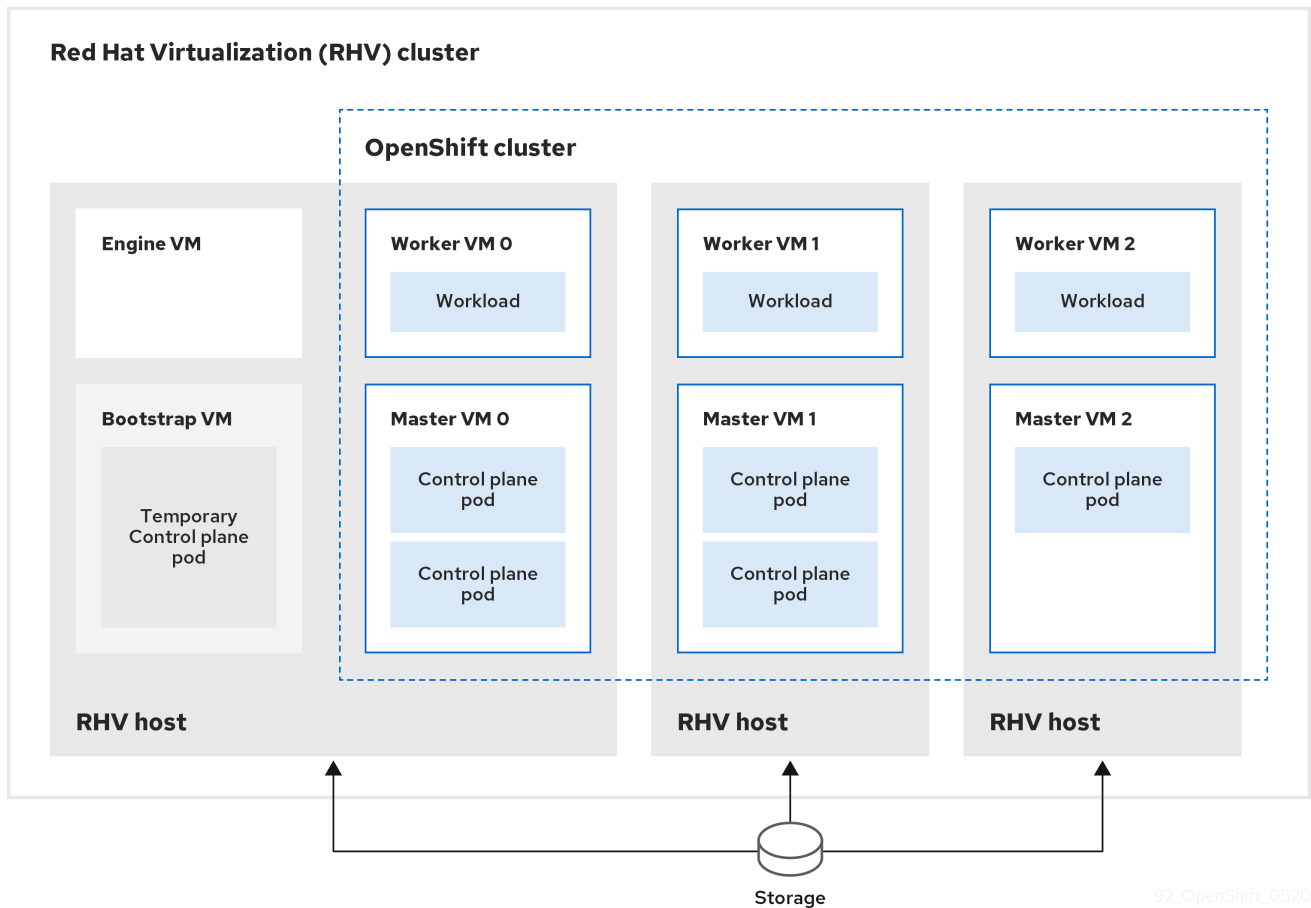 Red Hat Virtualization (RHV) cluster
OpenShift cluster
Engine VM
Worker VM 0
Workload
Worker VM 1
Workload
Worker VM 2
Workload
Bootstrap VM
Temporary
Control plane
pod
Master VM 0
Control plane
pod
Control plane
pod
Master VM 1
Control plane
pod
Control plane
pod
Master VM 2
Control plane
pod
RHV host
RHV host
RHV host
Storage
92_OpenShift_0520